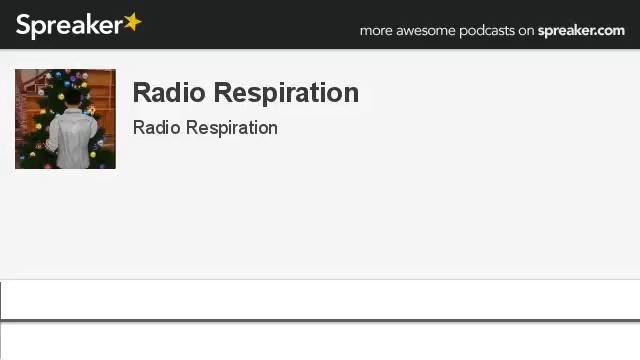 Spreaker
more awesome podcasts on spreaker.com
Radio Respiration
Radio Respiration